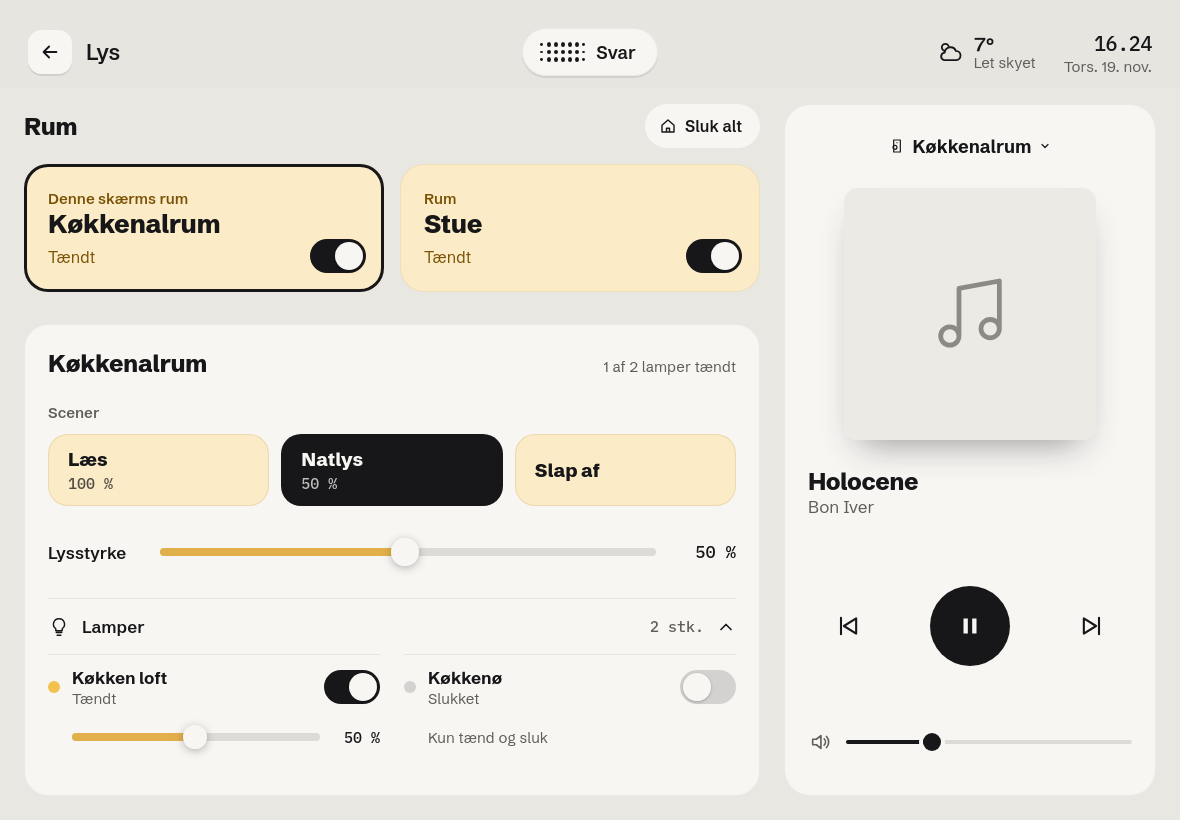 Lys
Svar
7°
Let skyet
16.24
Tors. 19. nov.
Rum
Sluk alt
Denne skærms rum
Køkkenalrum
Tændt
Rum
Stue
Tændt
Køkkenalrum
1 af 2 lamper tændt
Scener
Læs
100 %
Natlys
50 %
Slap af
Lysstyrke
50 %
Lamper
2 stk.
Køkken loft
Tændt
50 %
Køkkenø
Slukket
Kun tænd og sluk
Køkkenalrum
Holocene
Bon Iver